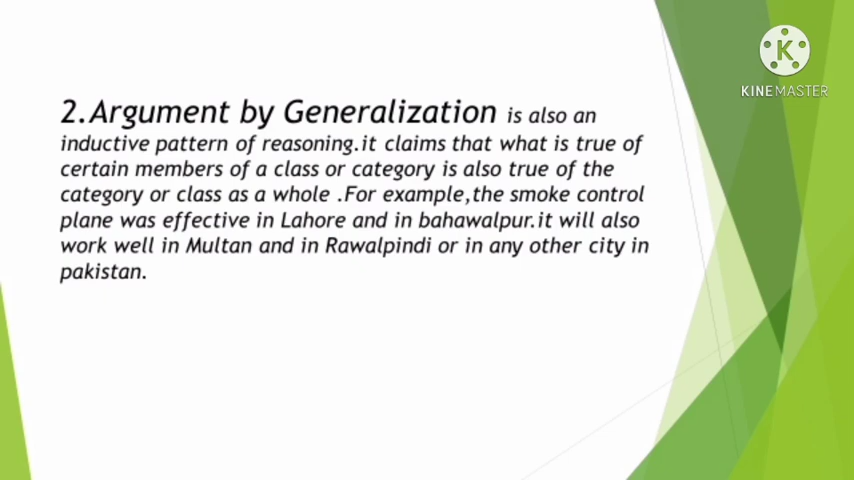 K
KINEMASTER
2.Argument by Generalization is also an
inductive pattern of reasoning.it claims that what is true of
certain members of a class or category is also true of the
category or class as a whole .For example,the smoke control
plane was effective in Lahore and in bahawalpur.it will also
work well in Multan and in Rawalpindi or in any other city in
pakistan.